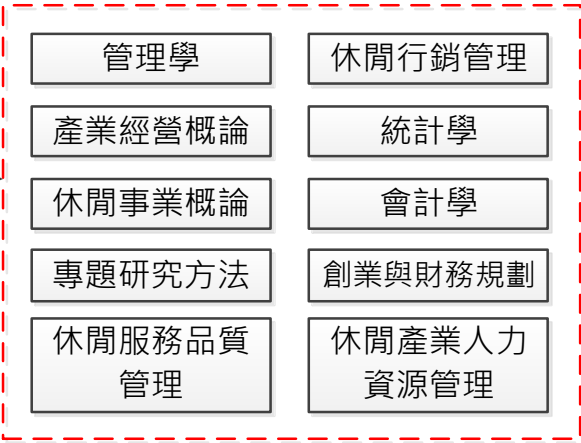 管理學
休閒行銷管理
產業經營概論
統計學
休閒事業概論
會計學
專題研究方法
創業與財務規劃
休閒服務品質
管理
休閒產業人力
資源管理